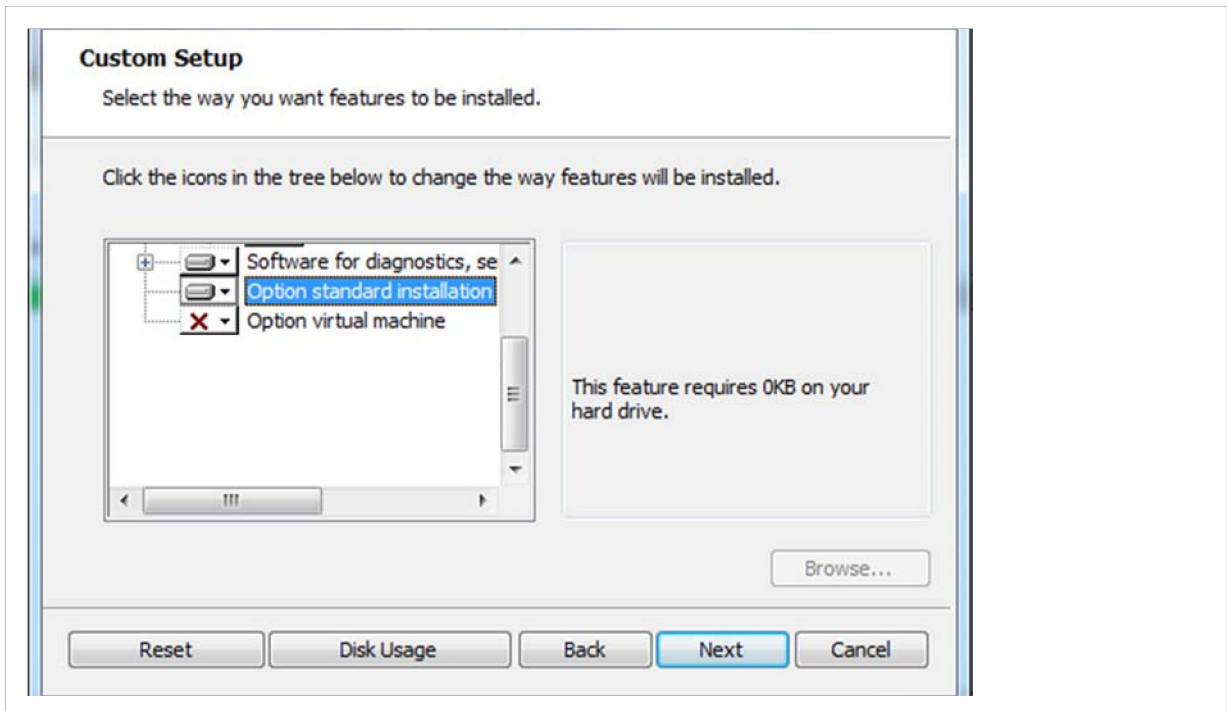 Custom Setup
Select the way you want features to be installed.
Click the icons in the tree below to change the way features will be installed.
Software for diagnostics, se
Option standard installation
Option virtual machine
This feature requires 0KB on your
hard drive.
Browse...
Reset
Disk Usage
Back
Next
Cancel